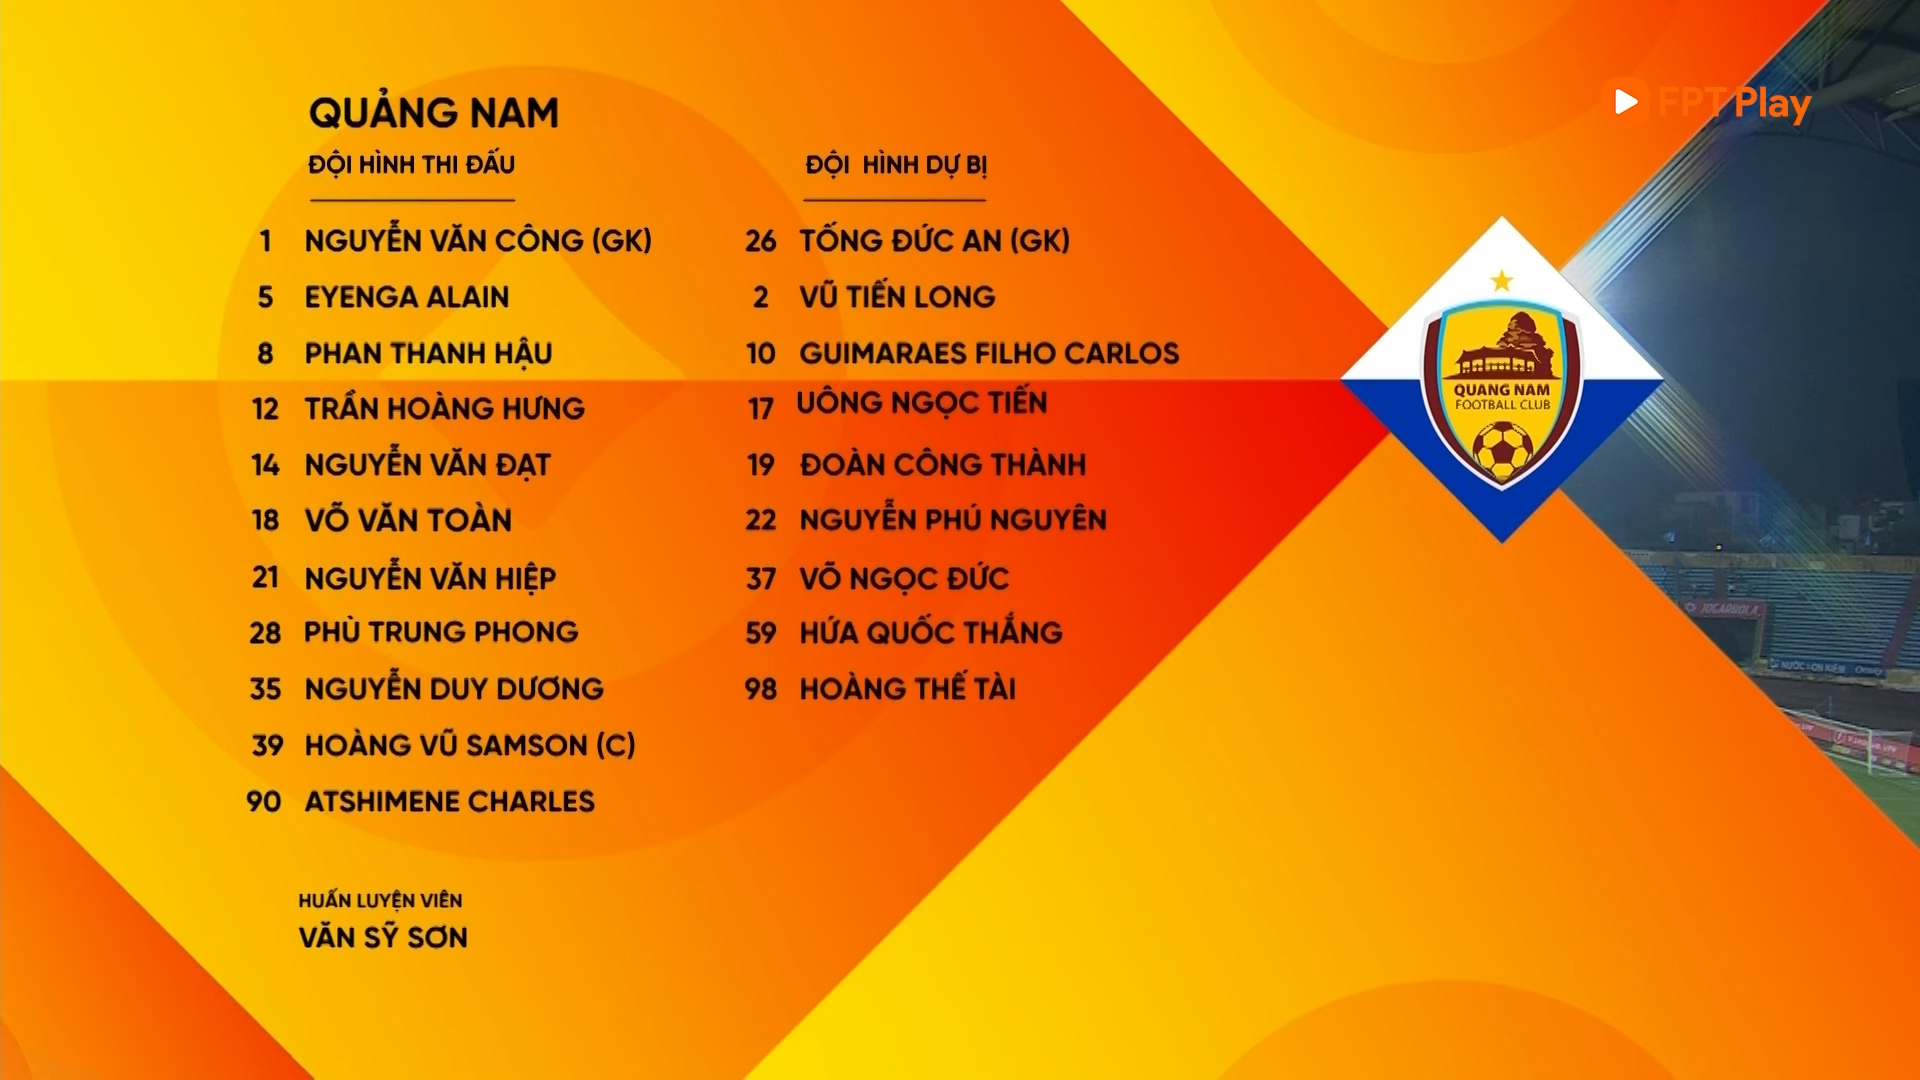 FPT Play
QUẢNG NAM
ĐỘI HÌNH THI ĐẤU
1 NGUYỄN VĂN CÔNG (GK)
5 EYENGA ALAIN
8 PHAN THANH HẬU
12 TRẦN HOÀNG HƯNG
14 NGUYỄN VĂN ĐẠT
18 VÕ VĂN TOÀN
21 NGUYỄN VĂN HIỆP
28 PHÙ TRUNG PHONG
35 NGUYỄN DUY DƯƠNG
39 HOÀNG VŨ SAMSON (C)
90 ATSHIMENE CHARLES
HUẤN LUYỆN VIÊN
VĂN SỸ SƠN
ĐỘI HÌNH DỰ BỊ
26 TỐNG ĐỨC AN (GK)
2 VŨ TIẾN LONG
10 GUIMARAES FILHO CARLOS
17 UÔNG NGỌC TIẾN
19 ĐOÀN CÔNG THÀNH
22 NGUYỄN PHÚ NGUYÊN
37 VÕ NGỌC ĐỨC
59 HỨA QUỐC THẮNG
98 HOÀNG THẾ TÀI
QUANG NAM
FOOTBALL CLUB
JOGARBOLA